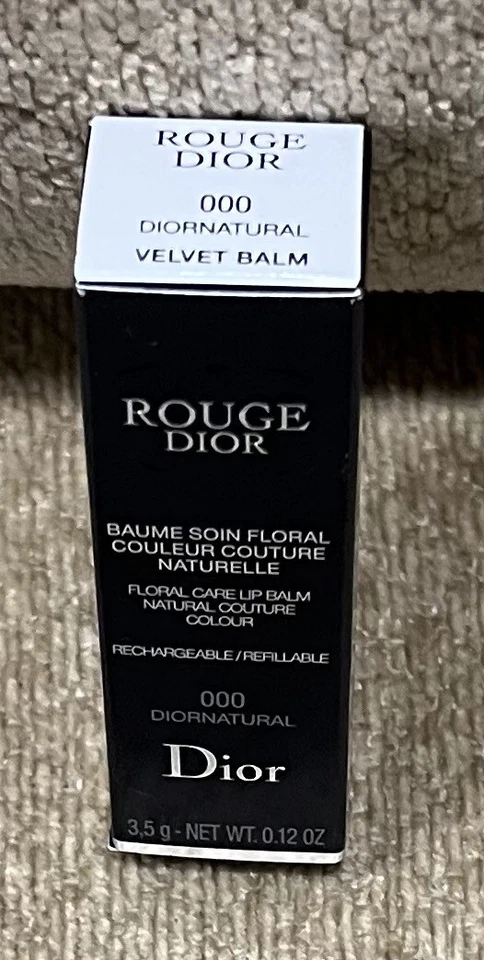 ROUGE
DIOR
000
DIORNATURAL
VELVET BALM
ROUGE
DIOR
BAUME SOIN FLORAL
COULEUR COUTURE
NATURELLE
FLORAL CARE LIP BALM
NATURAL COUTURE
COLOUR
RECHARGEABLE/REFILLABLE
000
DIORNATURAL
Dior
3,5 g - NET WT. 0.12 OZ